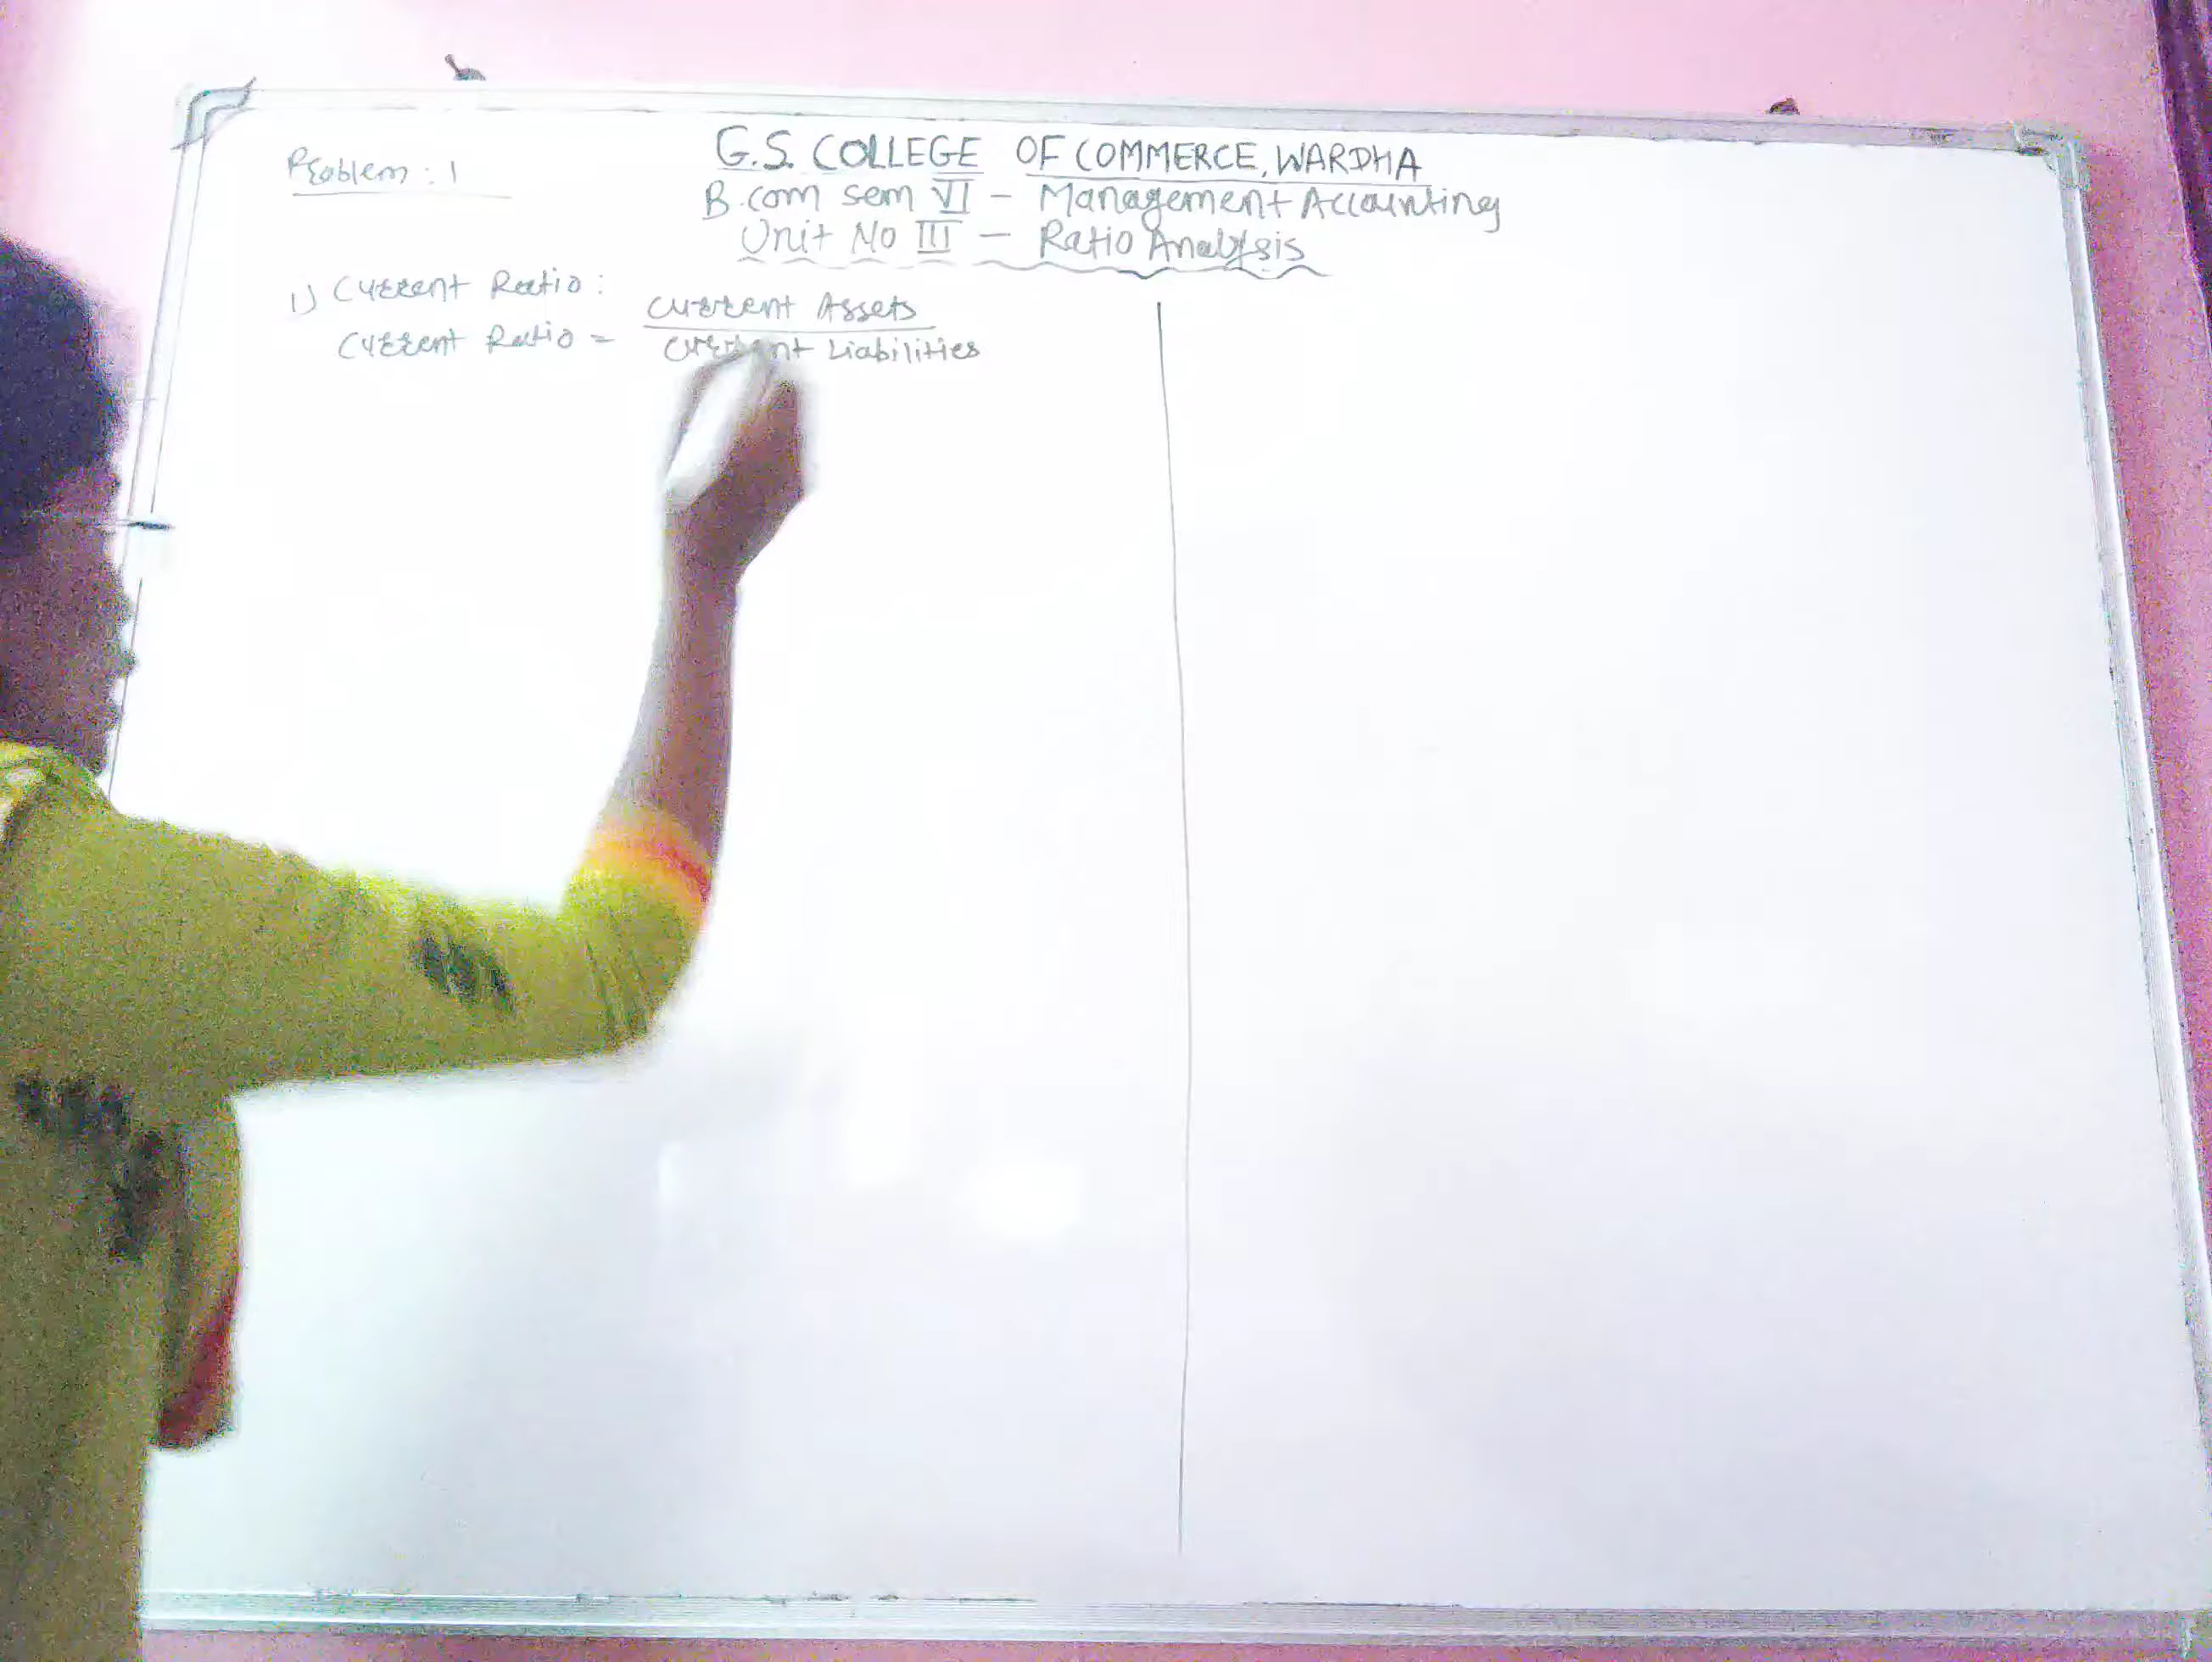 G.S. COLLEGE OF COMMERCE, WARDHA
B.com sem VI - Management Accounting
Unit No III - Ratio Analysis
Problem : 1
1) Current Ratio :
Current Ratio = Current Assets
Current Liabilities